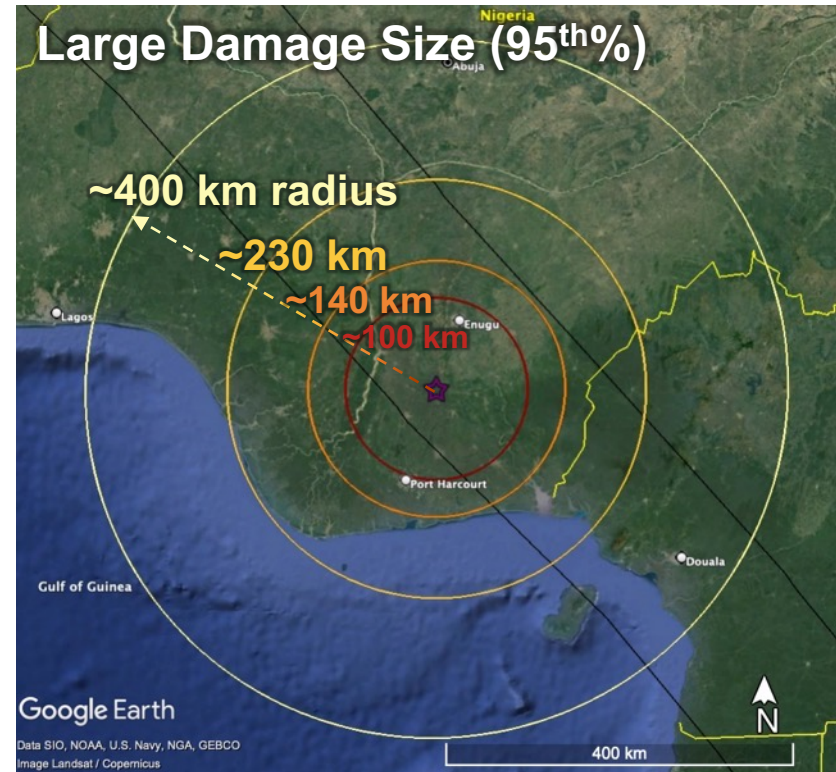 Nigeria
Large Damage Size (95th%)
Abuja
~400 km radius
~230 km
~140 km
Lagos
Enugu
~100 km
Port Harcourt
Douala
Gulf of Guinea
Google Earth
N
Data SIO, NOAA, U.S. Navy, NGA, GEBCO
400 km
Image Landsat / Copernicus